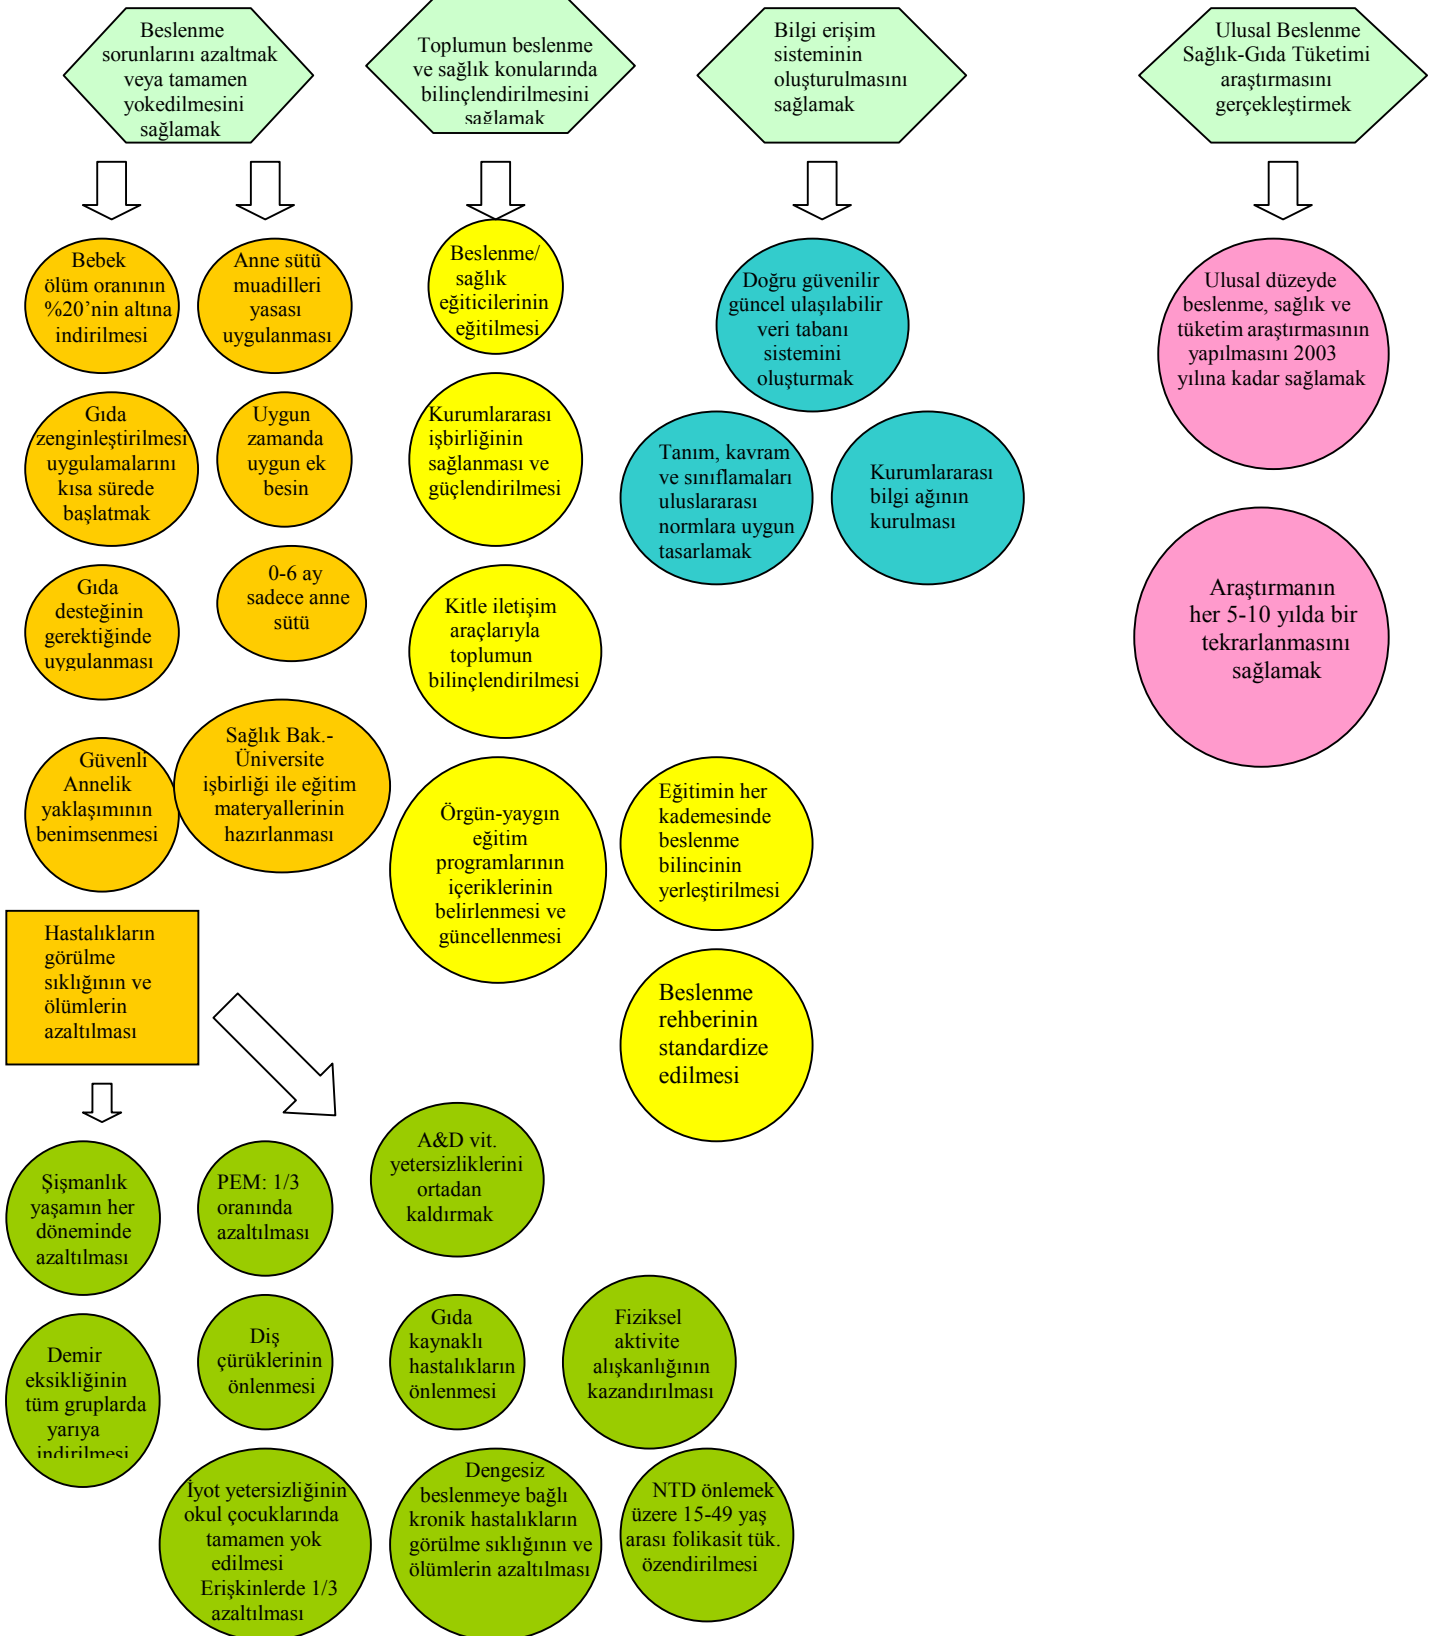 Beslenme
sorunlarını azaltmak
veya tamamen
yokedilmesini
sağlamak
Toplumun beslenme
ve sağlık konularında
bilinçlendirilmesini
sağlamak
Bilgi erişim
sisteminin
oluşturulmasını
sağlamak
Ulusal Beslenme
Sağlık-Gıda Tüketimi
araştırmasını
gerçekleştirmek
Bebek
ölüm oranının
%20’nin altına
indirilmesi
Anne sütü
muadilleri
yasası
uygulanması
Beslenme/
sağlık
eğiticilerinin
eğitilmesi
Doğru güvenilir
güncel ulaşılabilir
veri tabanı
sistemini
oluşturmak
Ulusal düzeyde
beslenme, sağlık ve
tüketim araştırmasının
yapılmasını 2003
yılına kadar sağlamak
Gıda
zenginleştirilmesi
uygulamalarını
kısa sürede
başlatmak
Uygun
zamanda
uygun ek
besin
Kurumlararası
işbirliğinin
sağlanması ve
güçlendirilmesi
Tanım, kavram
ve sınıflamaları
uluslararası
normlara uygun
tasarlamak
Kurumlararası
bilgi ağının
kurulması
Gıda
desteğinin
gerektiğinde
uygulanması
0-6 ay
sadece anne
sütü
Kitle iletişim
araçlarıyla
toplumun
bilinçlendirilmesi
Araştırmanın
her 5-10 yılda bir
tekrarlanmasını
sağlamak
Güvenli
Annelik
yaklaşımının
benimsenmesi
Sağlık Bak.-
Üniversite
işbirliği ile eğitim
materyallerinin
hazırlanması
Örgün-yaygın
eğitim
programlarının
içeriklerinin
belirlenmesi ve
güncellenmesi
Eğitimin her
kademesinde
beslenme
bilincinin
yerleştirilmesi
Hastalıkların
görülme
sıklığının ve
ölümlerin
azaltılması
Beslenme
rehberinin
standardize
edilmesi
Şişmanlık
yaşamın her
döneminde
azaltılması
PEM: 1/3
oranında
azaltılması
A&D vit.
yetersizliklerini
ortadan
kaldırmak
Demir
eksikliğinin
tüm gruplarda
yarıya
indirilmesi
Diş
çürüklerinin
önlenmesi
Gıda
kaynaklı
hastalıkların
önlenmesi
Fiziksel
aktivite
alışkanlığının
kazandırılması
İyot yetersizliğinin
okul çocuklarında
tamamen yok
edilmesi
Erişkinlerde 1/3
azaltılması
Dengesiz
beslenmeye bağlı
kronik hastalıkların
görülme sıklığının ve
ölümlerin azaltılması
NTD önlemek
üzere 15-49 yaş
arası folikasit tük.
özendirilmesi